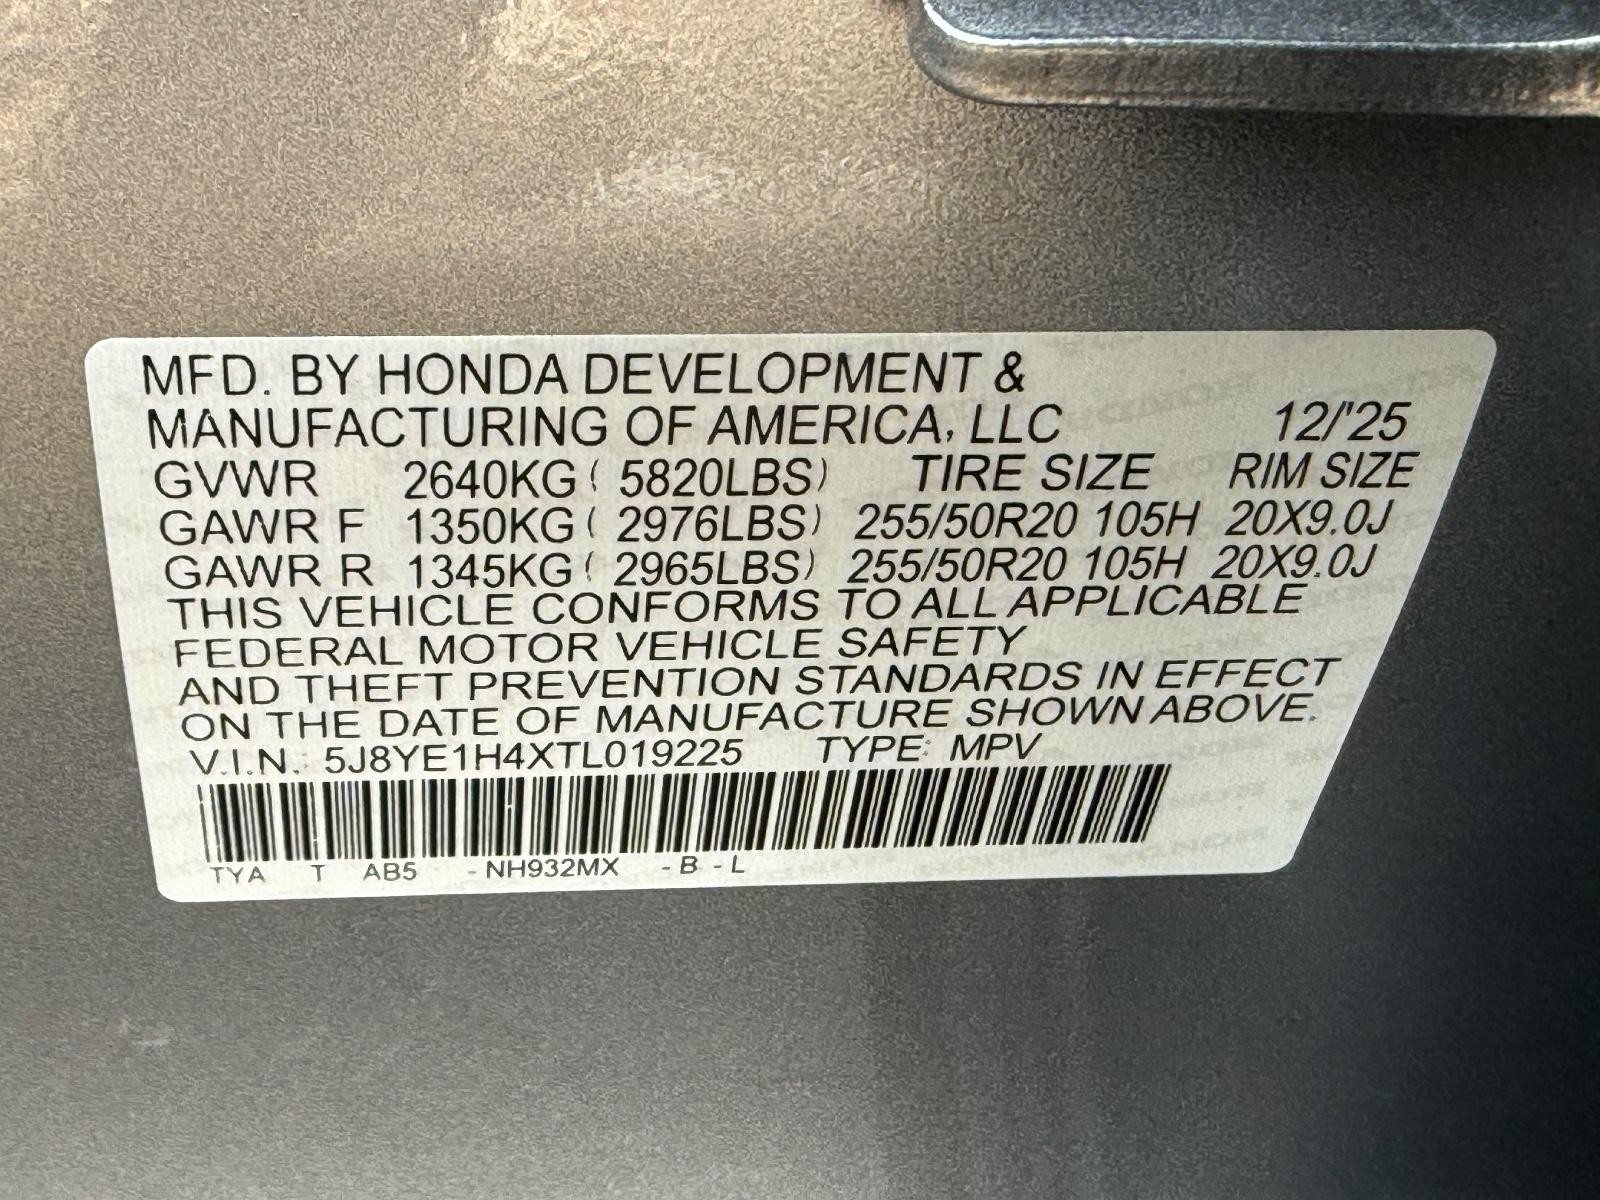 MFD. BY HONDA DEVELOPMENT &
MANUFACTURING OF AMERICA, LLC 12/'25
GVWR 2640KG ( 5820LBS) TIRE SIZE RIM SIZE
GAWR F 1350KG ( 2976LBS) 255/50R20 105H 20X9.0J
GAWR R 1345KG ( 2965LBS) 255/50R20 105H 20X9.0J
THIS VEHICLE CONFORMS TO ALL APPLICABLE
FEDERAL MOTOR VEHICLE SAFETY
AND THEFT PREVENTION STANDARDS IN EFFECT
ON THE DATE OF MANUFACTURE SHOWN ABOVE.
V.I.N.: 5J8YE1H4XTL019225 TYPE: MPV
TYA T AB5 - NH932MX - B - L